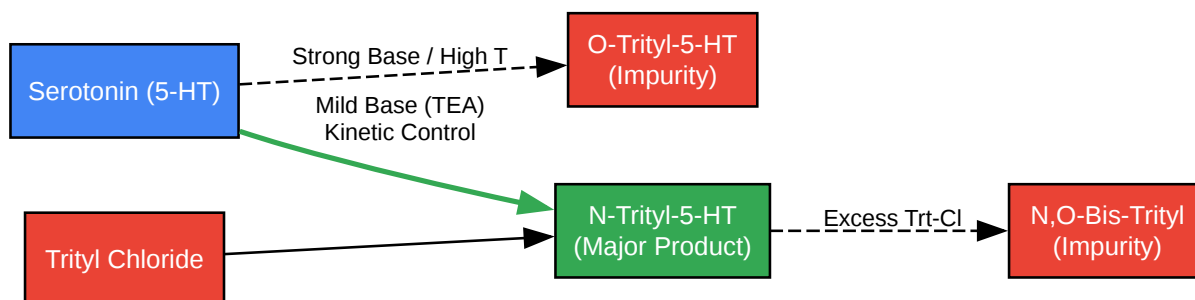 Serotonin (5-HT)
Strong Base / High T
O-Trityl-5-HT
(Impurity)
Mild Base (TEA)
Kinetic Control
Trityl Chloride
N-Trityl-5-HT
(Major Product)
Excess Trt-Cl
N,O-Bis-Trityl
(Impurity)